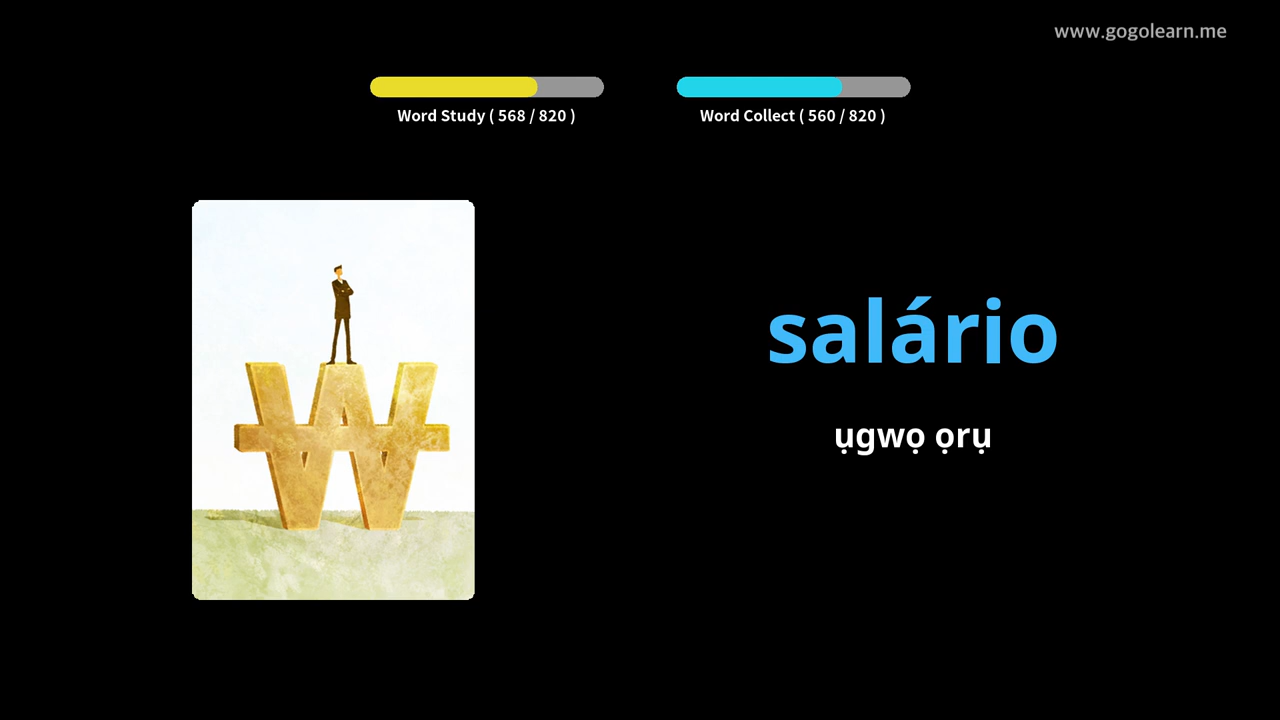 www.gogolearn.me
Word Study ( 568 / 820 )
Word Collect ( 560 / 820 )
salário
ụgwọ ọrụ